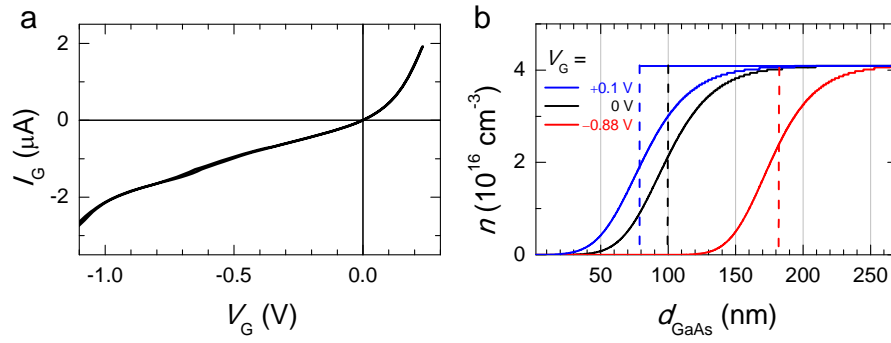 a
2
0
-2
I_G (μA)
-1.0
-0.5
0.0
V_G (V)
b
V_G =
+0.1 V
0 V
−0.88 V
4
2
0
n (10^16 cm^-3)
50
100
150
200
250
d_GaAs (nm)